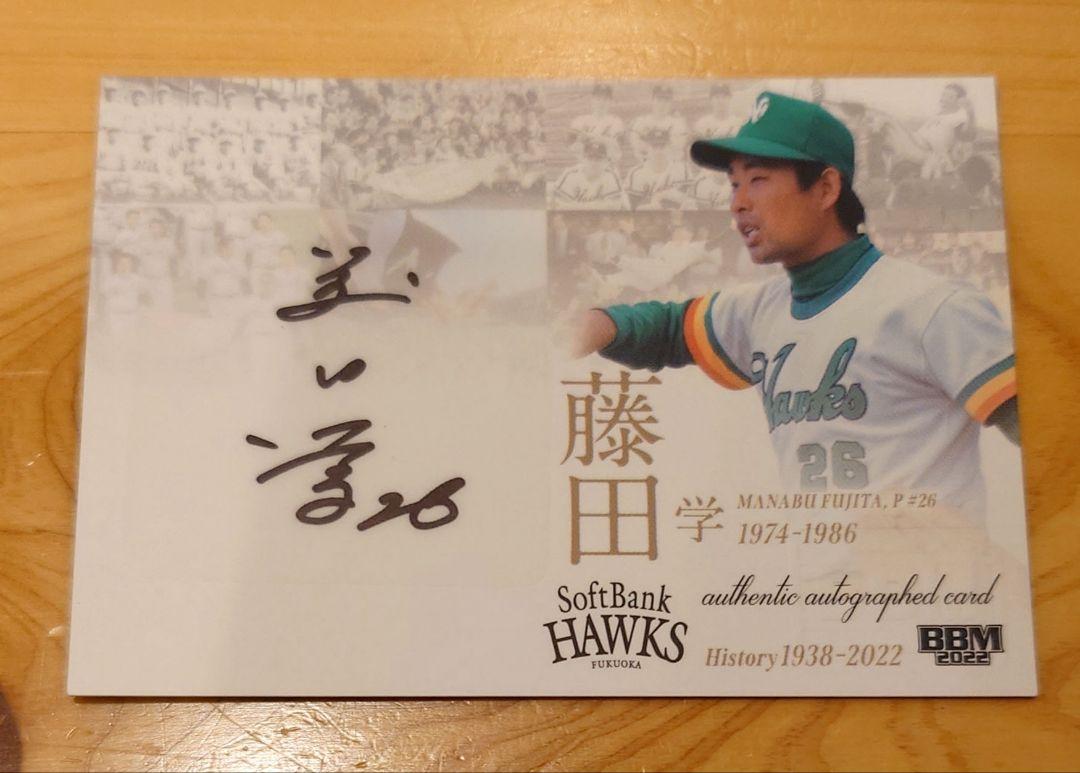 26
Hawks
26
藤田
学
MANABU FUJITA, P #26
1974-1986
SoftBank
HAWKS
FUKUOKA
authentic autographed card
History 1938-2022
BBM
2022